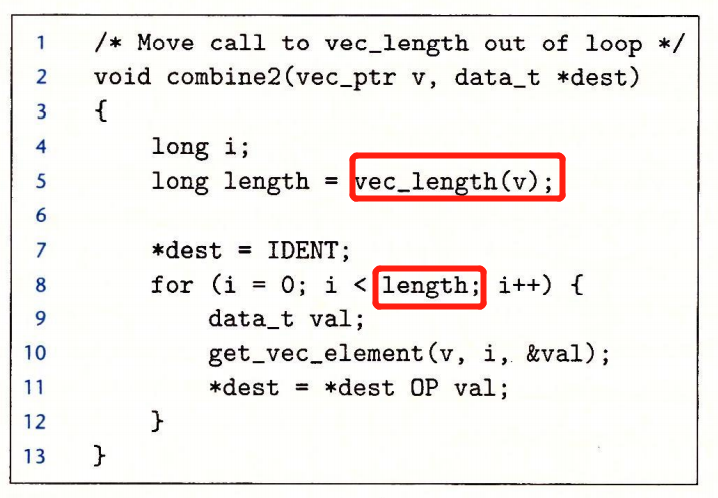 1 /* Move call to vec_length out of loop */
2 void combine2(vec_ptr v, data_t *dest)
3 {
4 long i;
5 long length = vec_length(v);
6
7 *dest = IDENT;
8 for (i = 0; i < length; i++) {
9 data_t val;
10 get_vec_element(v, i, &val);
11 *dest = *dest OP val;
12 }
13 }